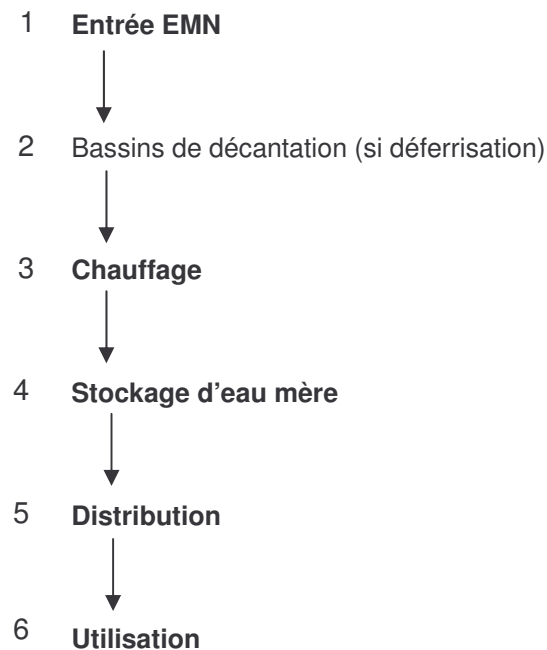 1 Entrée EMN
2 Bassins de décantation (si déferrisation)
3 Chauffage
4 Stockage d'eau mère
5 Distribution
6 Utilisation